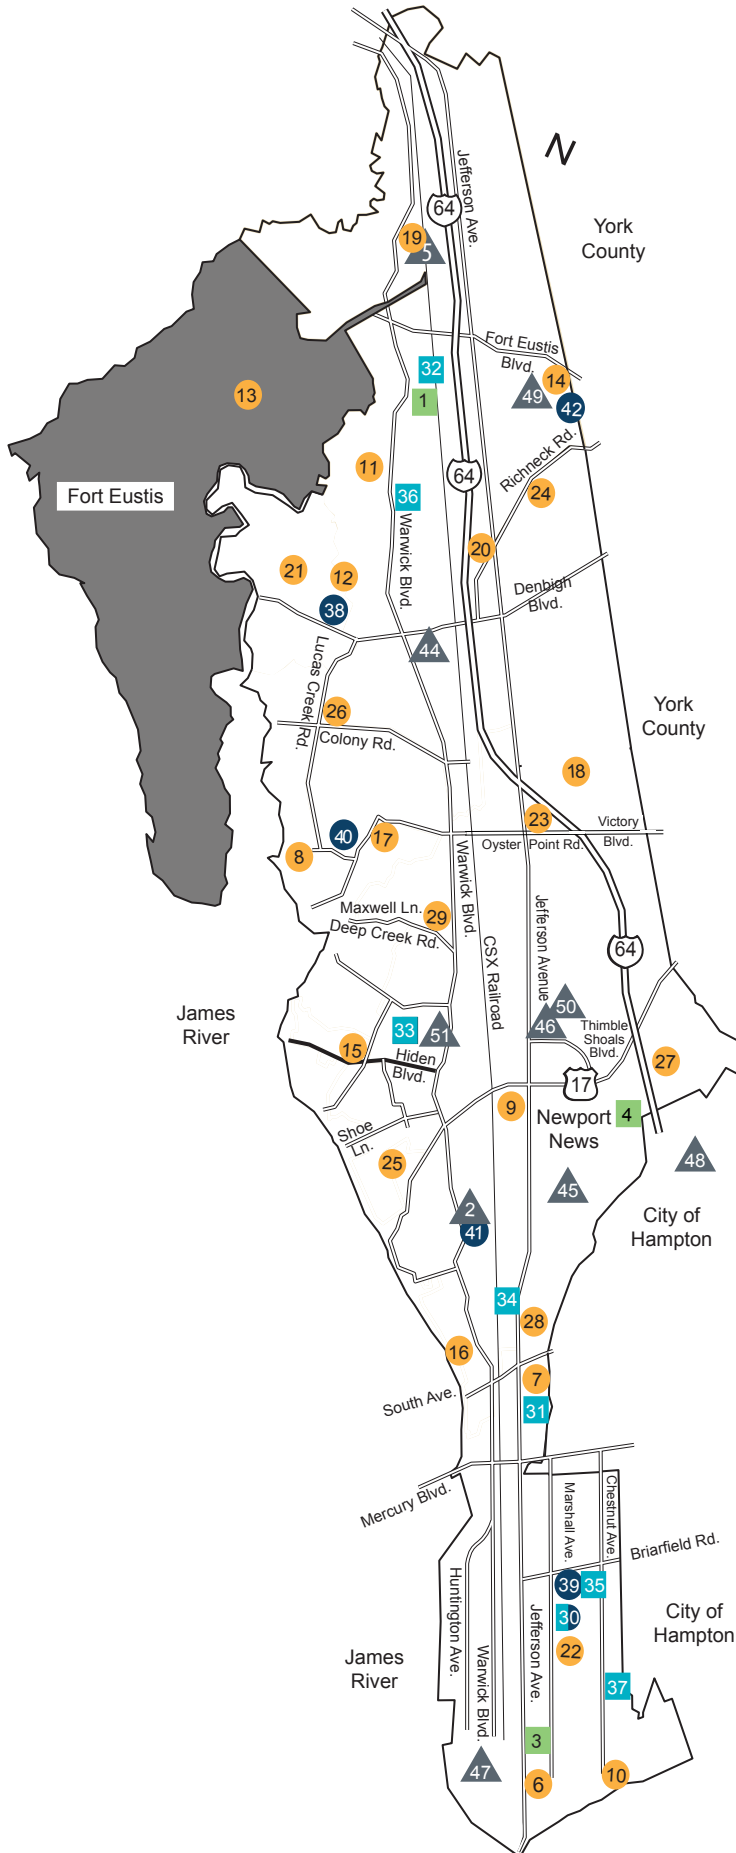 N
Jefferson Ave.
64
York
County
19
5
Fort Eustis
Blvd.
32
14
49
42
13
1
Richneck Rd.
11
64
24
Fort Eustis
36
Warwick Blvd.
20
21
12
Denbigh
Blvd.
38
44
Lucas Creek Rd.
26
Colony Rd.
York
County
18
23
Victory
Blvd.
40
17
Oyster Point Rd.
8
Warwick Blvd.
Maxwell Ln.
29
Deep Creek Rd.
Jefferson Avenue
CSX Railroad
64
James
River
50
46
33
51
Thimble
Shoals
Blvd.
15
Hiden
Blvd.
27
17
9
Newport
News
4
Shoe
Ln.
25
48
45
2
41
City of
Hampton
34
28
16
7
South Ave.
31
Mercury Blvd.
Marshall Ave.
Chestnut Ave.
Briarfield Rd.
39
35
Huntington Ave.
30
City of
Hampton
22
James
River
Warwick Blvd.
Jefferson Ave.
37
3
47
6
10